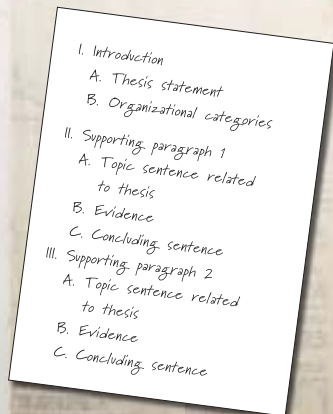 I. Introduction
A. Thesis statement
B. Organizational categories
II. Supporting paragraph 1
A. Topic sentence related
to thesis
B. Evidence
C. Concluding sentence
III. Supporting paragraph 2
A. Topic sentence related
to thesis
B. Evidence
C. Concluding sentence